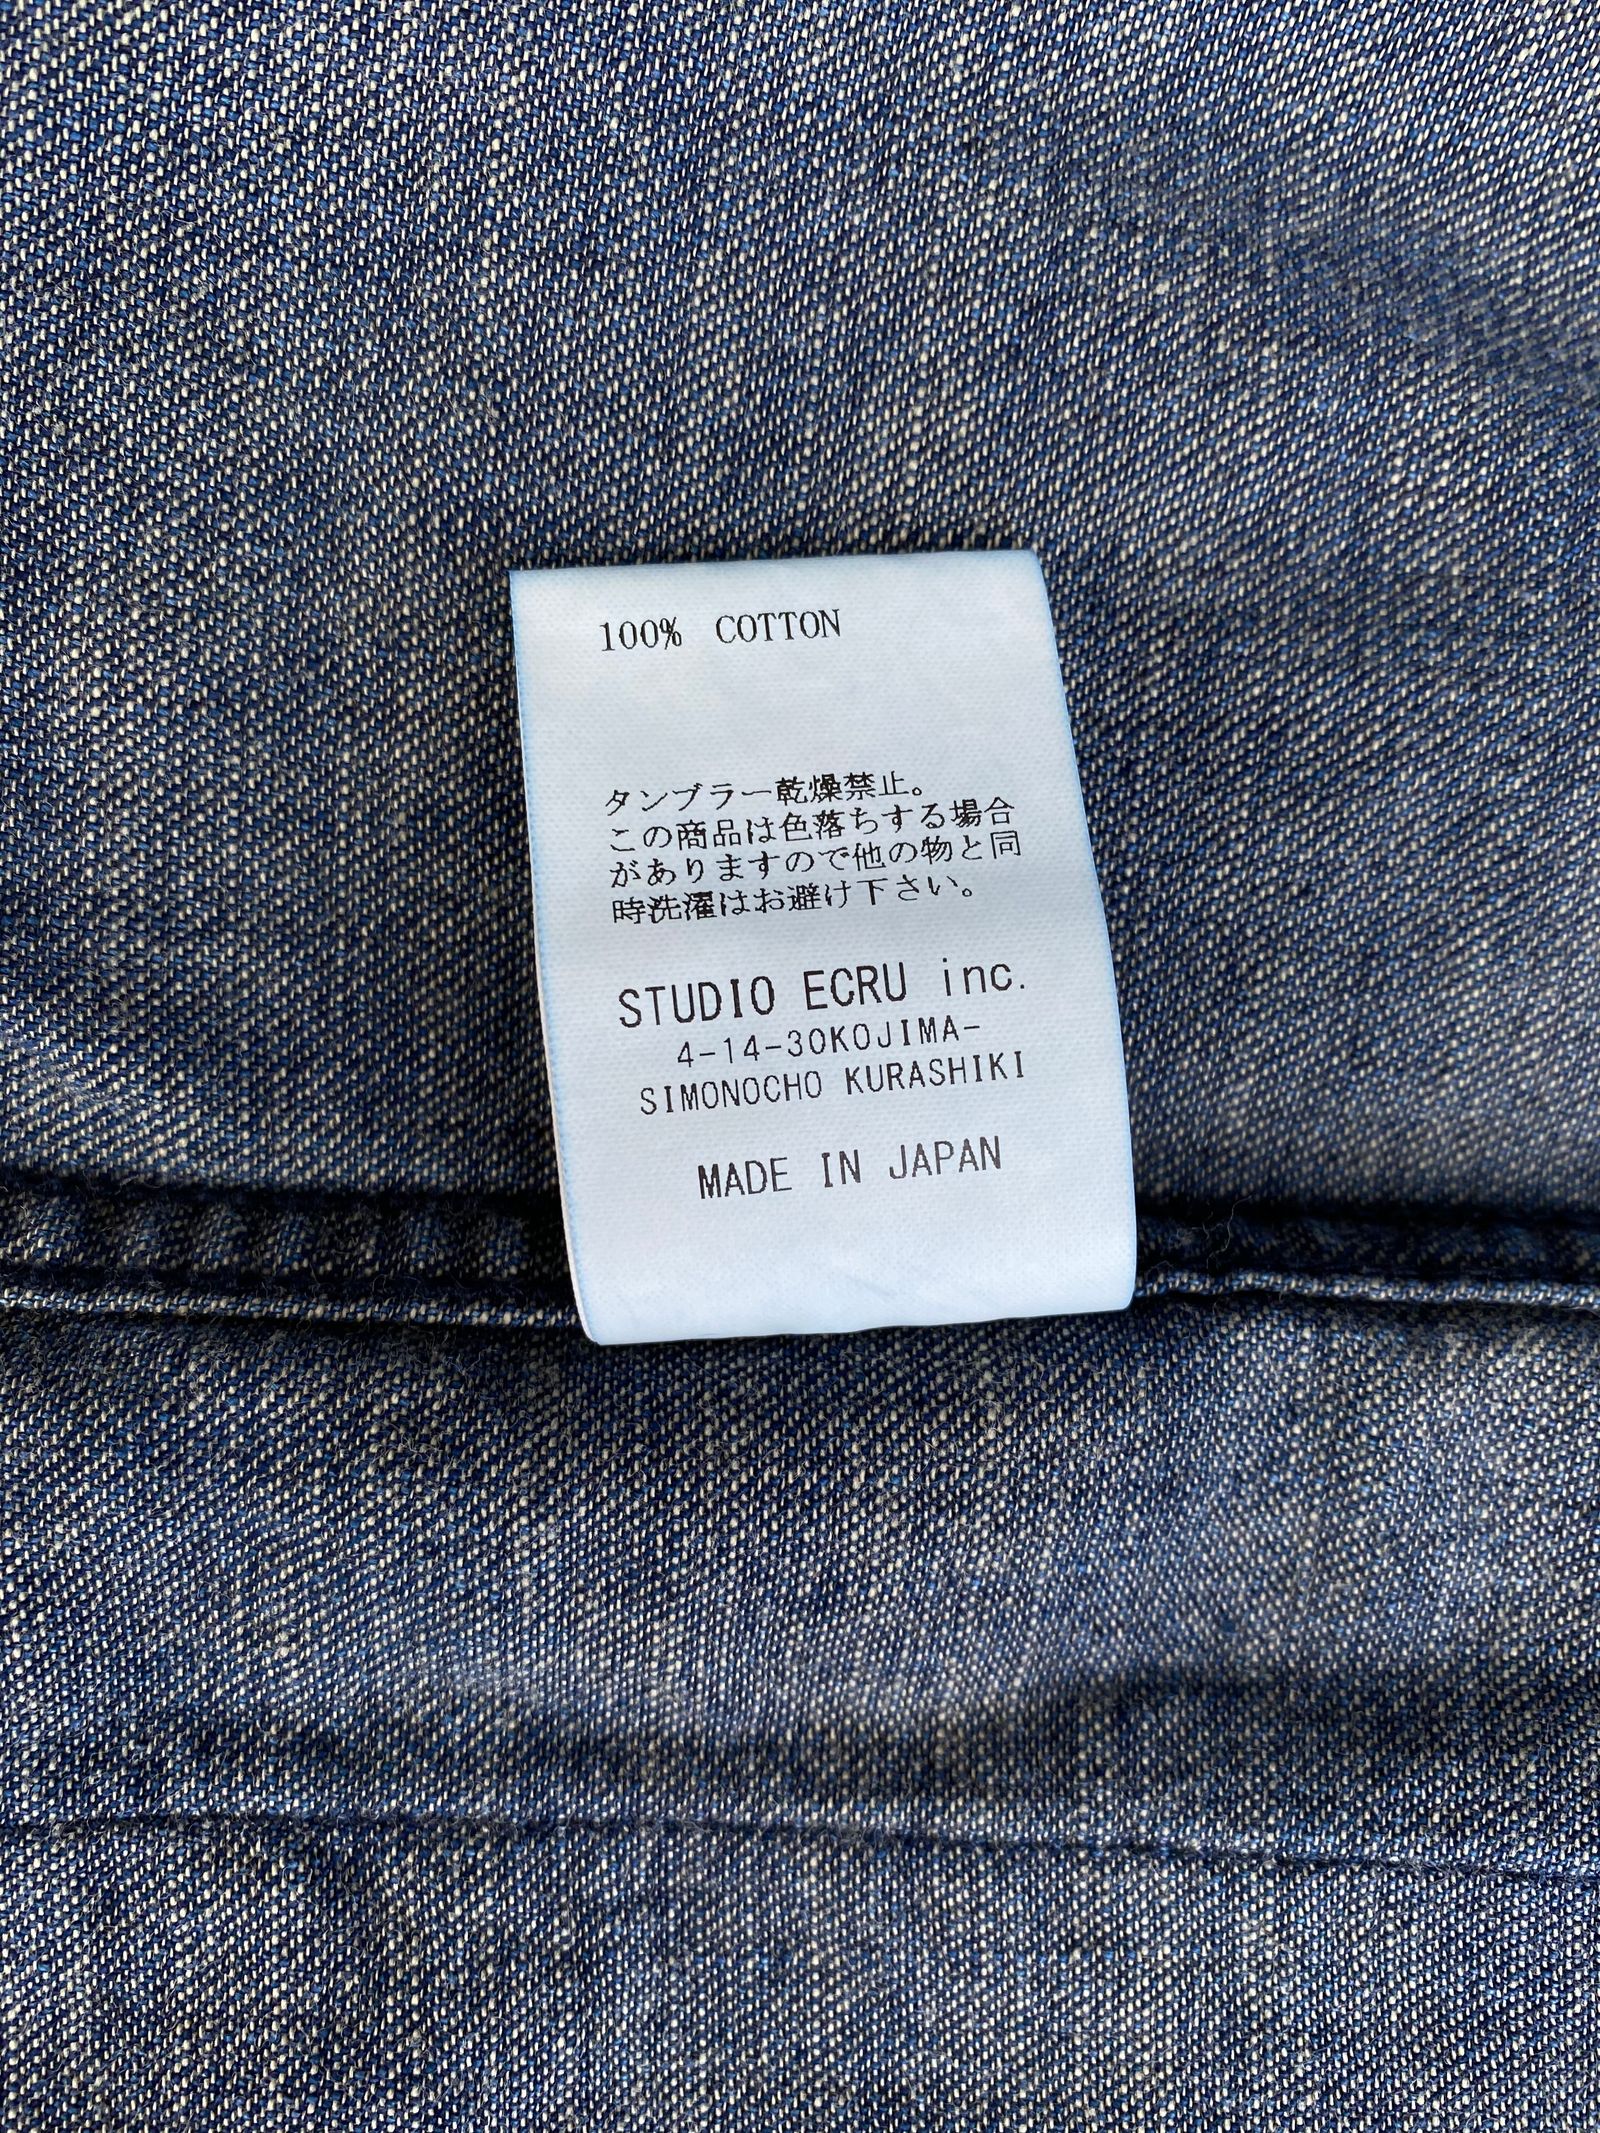 100% COTTON
タンブラー乾燥禁止。
この商品は色落ちする場合
がありますので他の物と同
時洗濯はお避け下さい。
STUDIO ECRU inc.
4-14-30KOJIMA-
SIMONOCHO KURASHIKI
MADE IN JAPAN